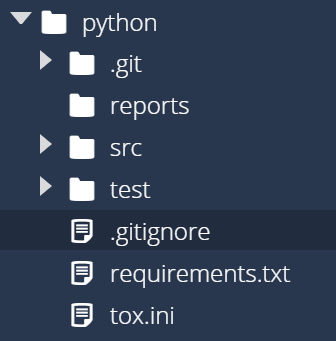 python
.git
reports
src
test
.gitignore
requirements.txt
tox.ini